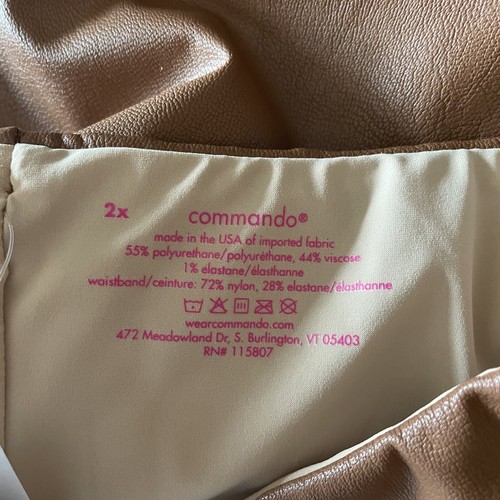 2x
commando®
made in the USA of imported fabric
55% polyurethane/polyuréthane, 44% viscose
1% elastane/élasthanne
waistband/ceinture: 72% nylon, 28% elastane/élasthanne
wearcommando.com
472 Meadowland Dr, S. Burlington, VT 05403
RN# 115807